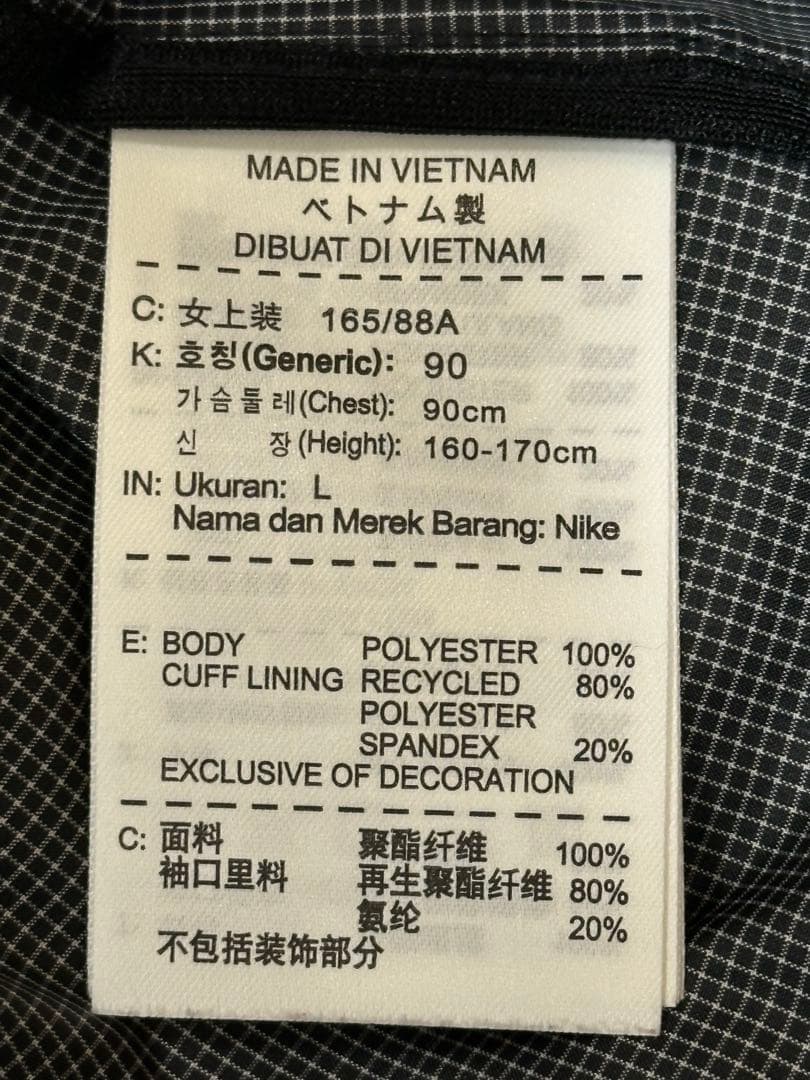 MADE IN VIETNAM
ベトナム製
DIBUAT DI VIETNAM
C: 女上装 165/88A
K: 호칭(Generic): 90
가슴둘레(Chest): 90cm
신 장(Height): 160-170cm
IN: Ukuran: L
Nama dan Merek Barang: Nike
E: BODY POLYESTER 100%
CUFF LINING RECYCLED 80%
POLYESTER
SPANDEX 20%
EXCLUSIVE OF DECORATION
C: 面料 聚酯纤维 100%
袖口里料 再生聚酯纤维 80%
氨纶 20%
不包括装饰部分